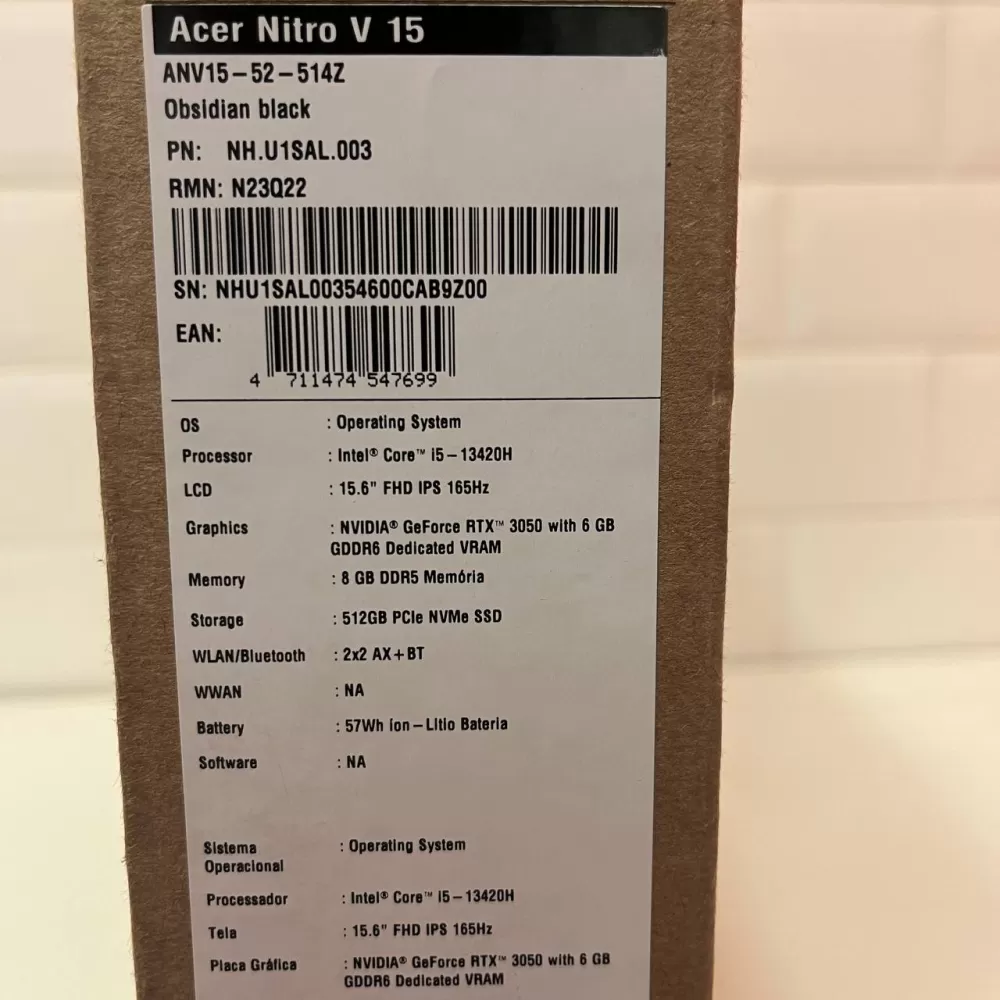 Acer Nitro V 15
ANV15-52-514Z
Obsidian black
PN: NH.U1SAL.003
RMN: N23Q22
SN: NHU1SAL00354600CAB9Z00
EAN:
4 711474 547699
OS : Operating System
Processor : Intel® Core™ i5-13420H
LCD : 15.6" FHD IPS 165Hz
Graphics : NVIDIA® GeForce RTX™ 3050 with 6 GB
GDDR6 Dedicated VRAM
Memory : 8 GB DDR5 Memória
Storage : 512GB PCIe NVMe SSD
WLAN/Bluetooth : 2x2 AX+BT
WWAN : NA
Battery : 57Wh íon-Lítio Bateria
Software : NA
Sistema : Operating System
Operacional
Processador : Intel® Core™ i5-13420H
Tela : 15.6" FHD IPS 165Hz
Placa Gráfica : NVIDIA® GeForce RTX™ 3050 with 6 GB
GDDR6 Dedicated VRAM